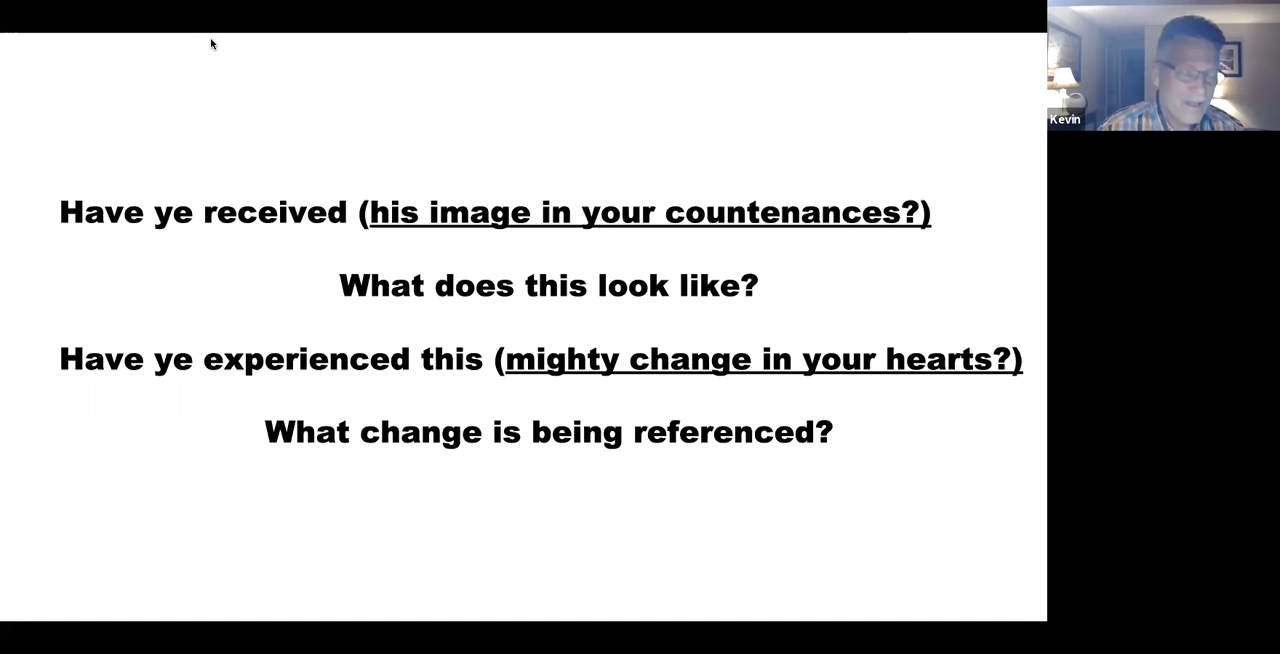 Have ye received (his image in your countenances?)
What does this look like?
Have ye experienced this (mighty change in your hearts?)
What change is being referenced?
Kevin